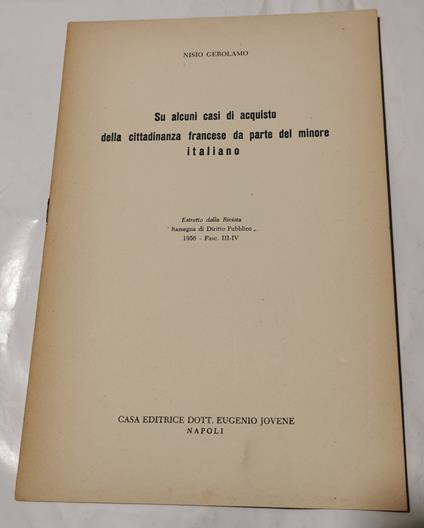 NISIO GEROLAMO
Su alcuni casi di acquisto
della cittadinanza francese da parte del minore
italiano
Estratto dalla Rivista
"Rassegna di Diritto Pubblico„
1956 - Fasc. III-IV
CASA EDITRICE DOTT. EUGENIO JOVENE
NAPOLI